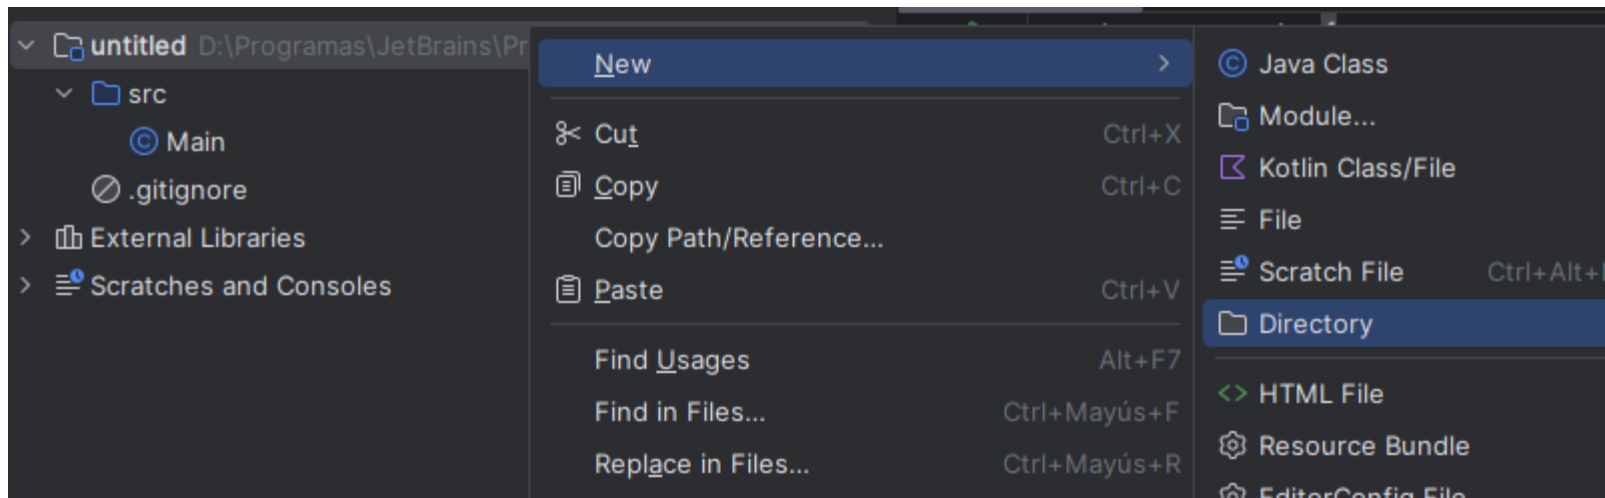 untitled D:\Programas\JetBrains\Pr
src
Main
.gitignore
External Libraries
Scratches and Consoles
New
Cut Ctrl+X
Copy Ctrl+C
Copy Path/Reference...
Paste Ctrl+V
Find Usages Alt+F7
Find in Files... Ctrl+Mayús+F
Replace in Files... Ctrl+Mayús+R
Java Class
Module...
Kotlin Class/File
File
Scratch File Ctrl+Alt+
Directory
HTML File
Resource Bundle
EditorConfig File